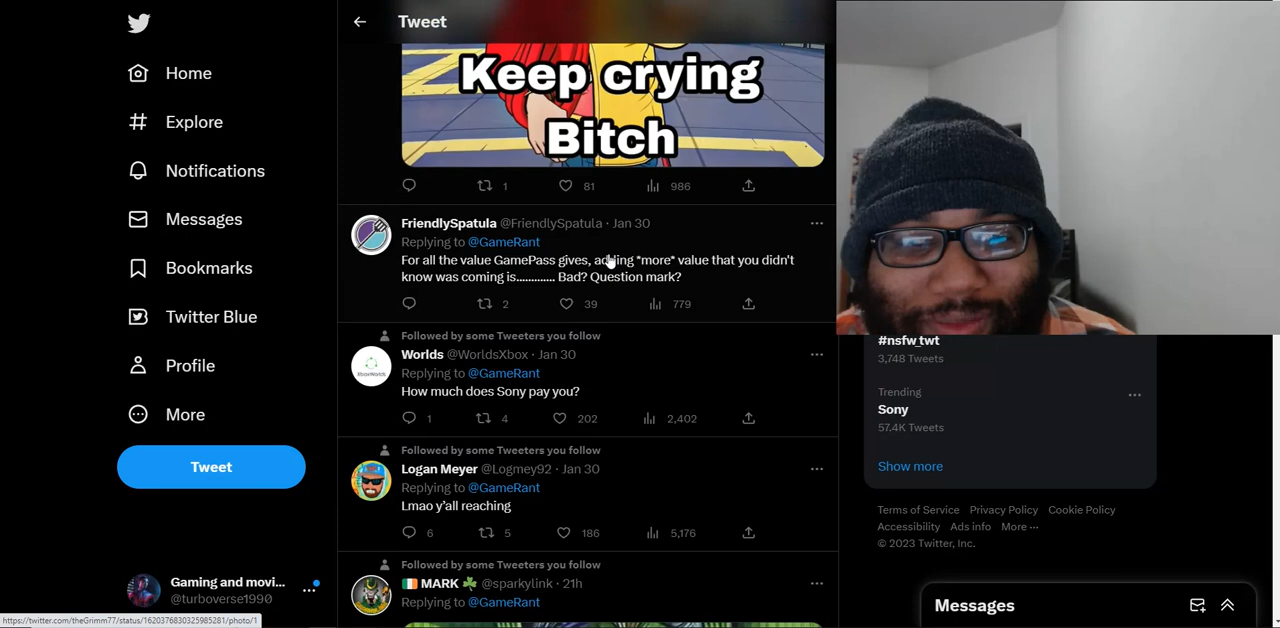 Tweet
Keep crying
Bitch
1
81
986
Home
Explore
Notifications
Messages
Bookmarks
Twitter Blue
Profile
More
Tweet
Gaming and movi...
@turboverse1990
FriendlySpatula @FriendlySpatula · Jan 30
Replying to @GameRant
For all the value GamePass gives, adding *more* value that you didn't
know was coming is............. Bad? Question mark?
2
39
779
Followed by some Tweeters you follow
Worlds @WorldsXbox · Jan 30
Replying to @GameRant
How much does Sony pay you?
1
4
202
2,402
Followed by some Tweeters you follow
Logan Meyer @Logmey92 · Jan 30
Replying to @GameRant
Lmao y'all reaching
6
5
186
5,176
Followed by some Tweeters you follow
🇮🇪 MARK ☘️ @sparkylink · 21h
Replying to @GameRant
#nsfw_twt
3,748 Tweets
Trending
Sony
57.4K Tweets
Show more
Terms of Service Privacy Policy Cookie Policy
Accessibility Ads info More ···
© 2023 Twitter, Inc.
Messages
https://twitter.com/theGrimm77/status/1620376830325985281/photo/1